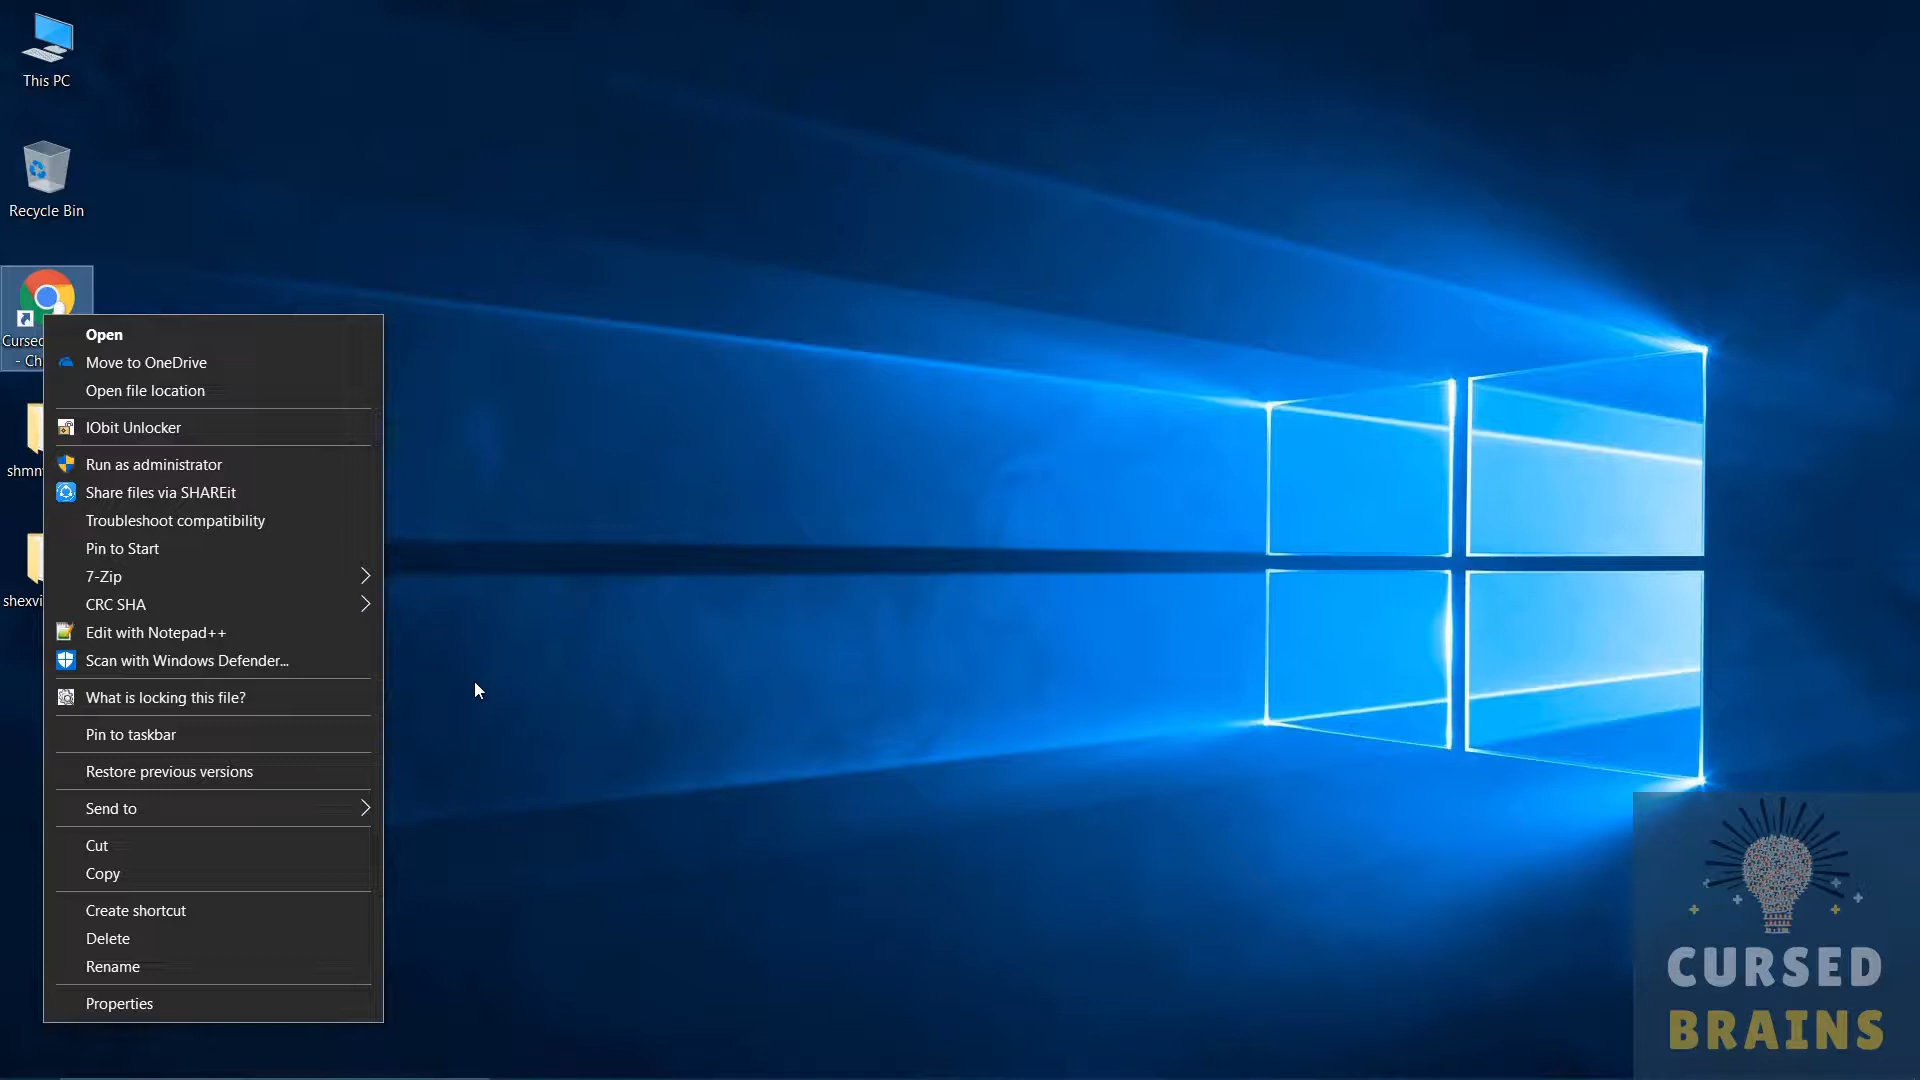 This PC
Recycle Bin
Cursed
- Ch
shmn
shexvi
Open
Move to OneDrive
Open file location
IObit Unlocker
Run as administrator
Share files via SHAREit
Troubleshoot compatibility
Pin to Start
7-Zip
CRC SHA
Edit with Notepad++
Scan with Windows Defender...
What is locking this file?
Pin to taskbar
Restore previous versions
Send to
Cut
Copy
Create shortcut
Delete
Rename
Properties
CURSED
BRAINS